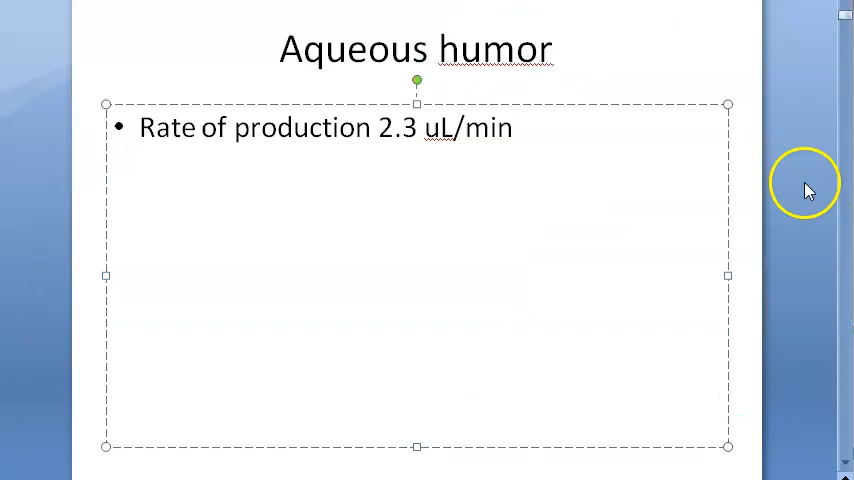 Aqueous humor
• Rate of production 2.3 uL/min